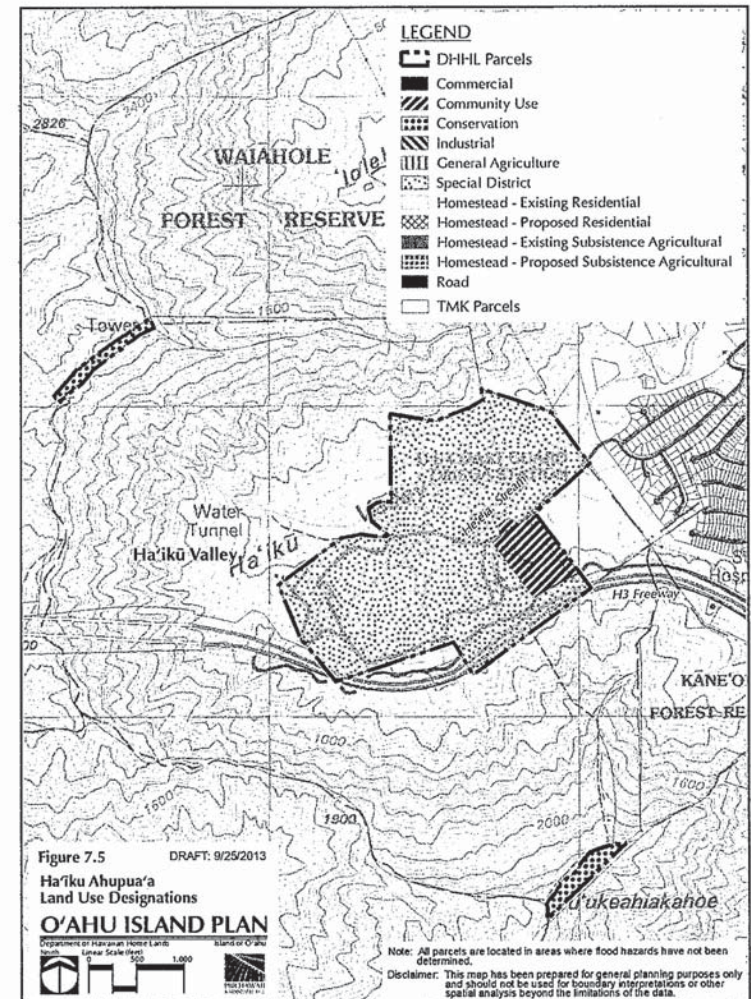 LEGEND
DHHL Parcels
Commercial
Community Use
Conservation
Industrial
General Agriculture
Special District
Homestead - Existing Residential
Homestead - Proposed Residential
Homestead - Existing Subsistence Agricultural
Homestead - Proposed Subsistence Agricultural
Road
TMK Parcels
2400
2826
WAIĀHOLE
FOREST RESERVE
1600
Tower
Water
Tunnel
Ha'ikū Valley
Ha'ikū
Stream
H3 Freeway
KĀNE'O
FOREST RE
1000
1600
1600
1900
2000
u'ukeahiakahoe
Figure 7.5
DRAFT: 9/25/2013
Ha'ikū Ahupua'a
Land Use Designations
O'AHU ISLAND PLAN
Department of Hawaiian Home Lands
Island of O'ahu
North
Linear Scale (feet)
0 500 1,000
Note: All parcels are located in areas where flood hazards have not been
determined.
Disclaimer: This map has been prepared for general planning purposes only
and should not be used for boundary interpretations or other
spatial analysis beyond the limitations of the data.